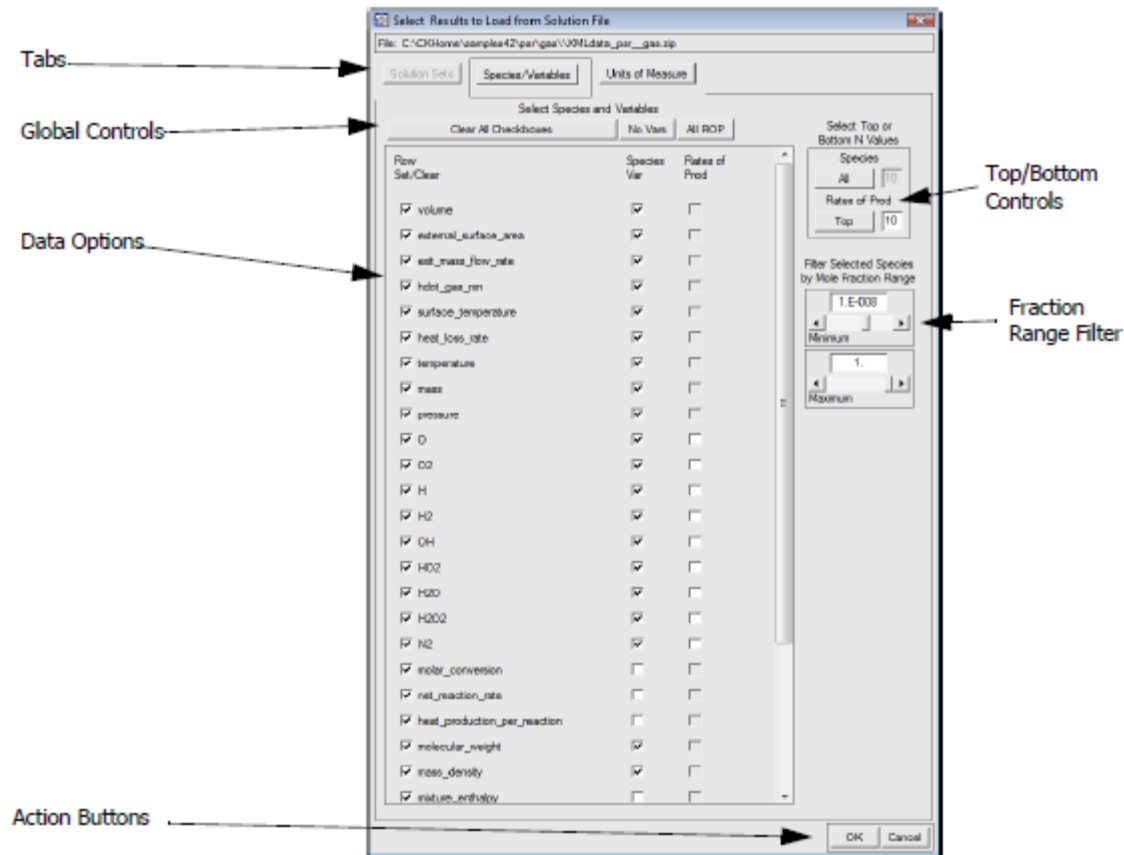 Select Results to Load from Solution File
File: C:\CKHome\samples42\psr\gas\\XMLdata_psr__gas.zip
Tabs
Solution Sets Species/Variables Units of Measure
Select Species and Variables
Global Controls
Clear All Checkboxes No Vars All ROP
Select Top or
Bottom N Values
Row
Set/Clear
Species
Var
Rates of
Prod
Species
All 10
Rates of Prod
Top 10
Top/Bottom
Controls
volume
Data Options
external_surface_area
exit_mass_flow_rate
Filter Selected Species
by Mole Fraction Range
hdot_gas_rxn
1.E-008
Minimum
Fraction
Range Filter
surface_temperature
heat_loss_rate
temperature
1.
Maximum
mass
pressure
O
O2
H
H2
OH
HO2
H2O
H2O2
N2
molar_conversion
net_reaction_rate
heat_production_per_reaction
molecular_weight
mass_density
mixture_enthalpy
Action Buttons
OK Cancel